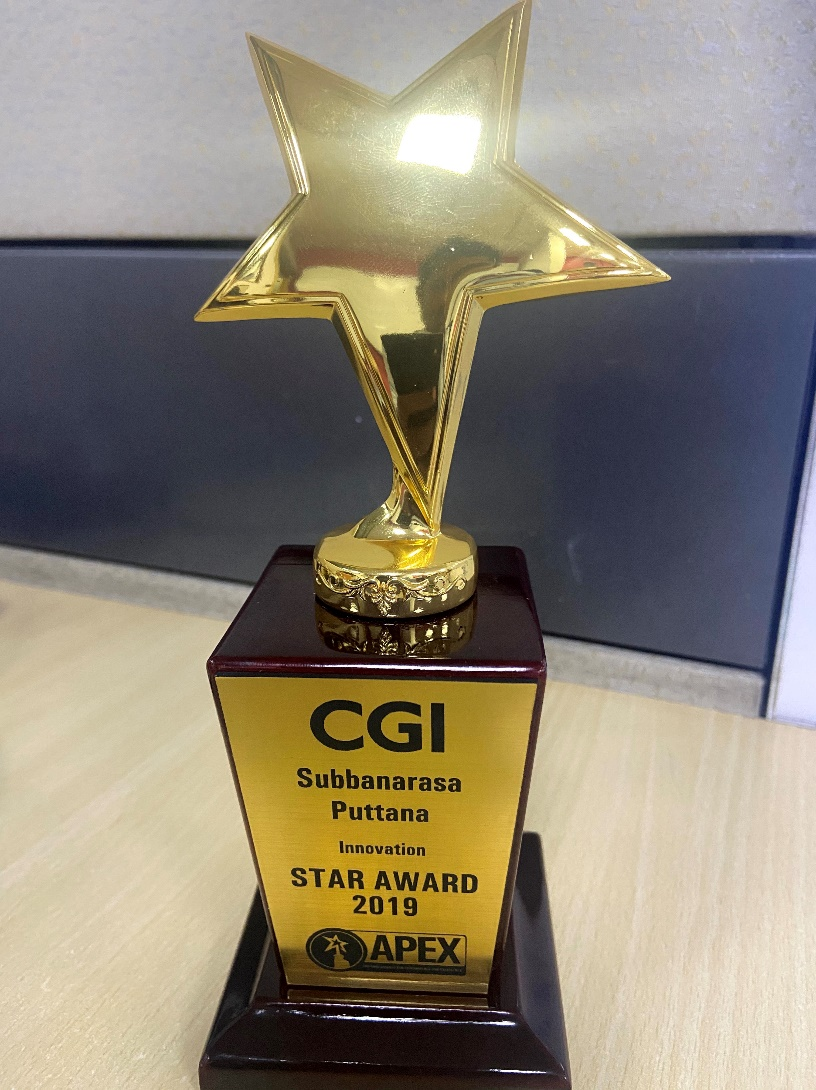 CGI
Subbanarasa
Puttana
Innovation
STAR AWARD
2019
APEX